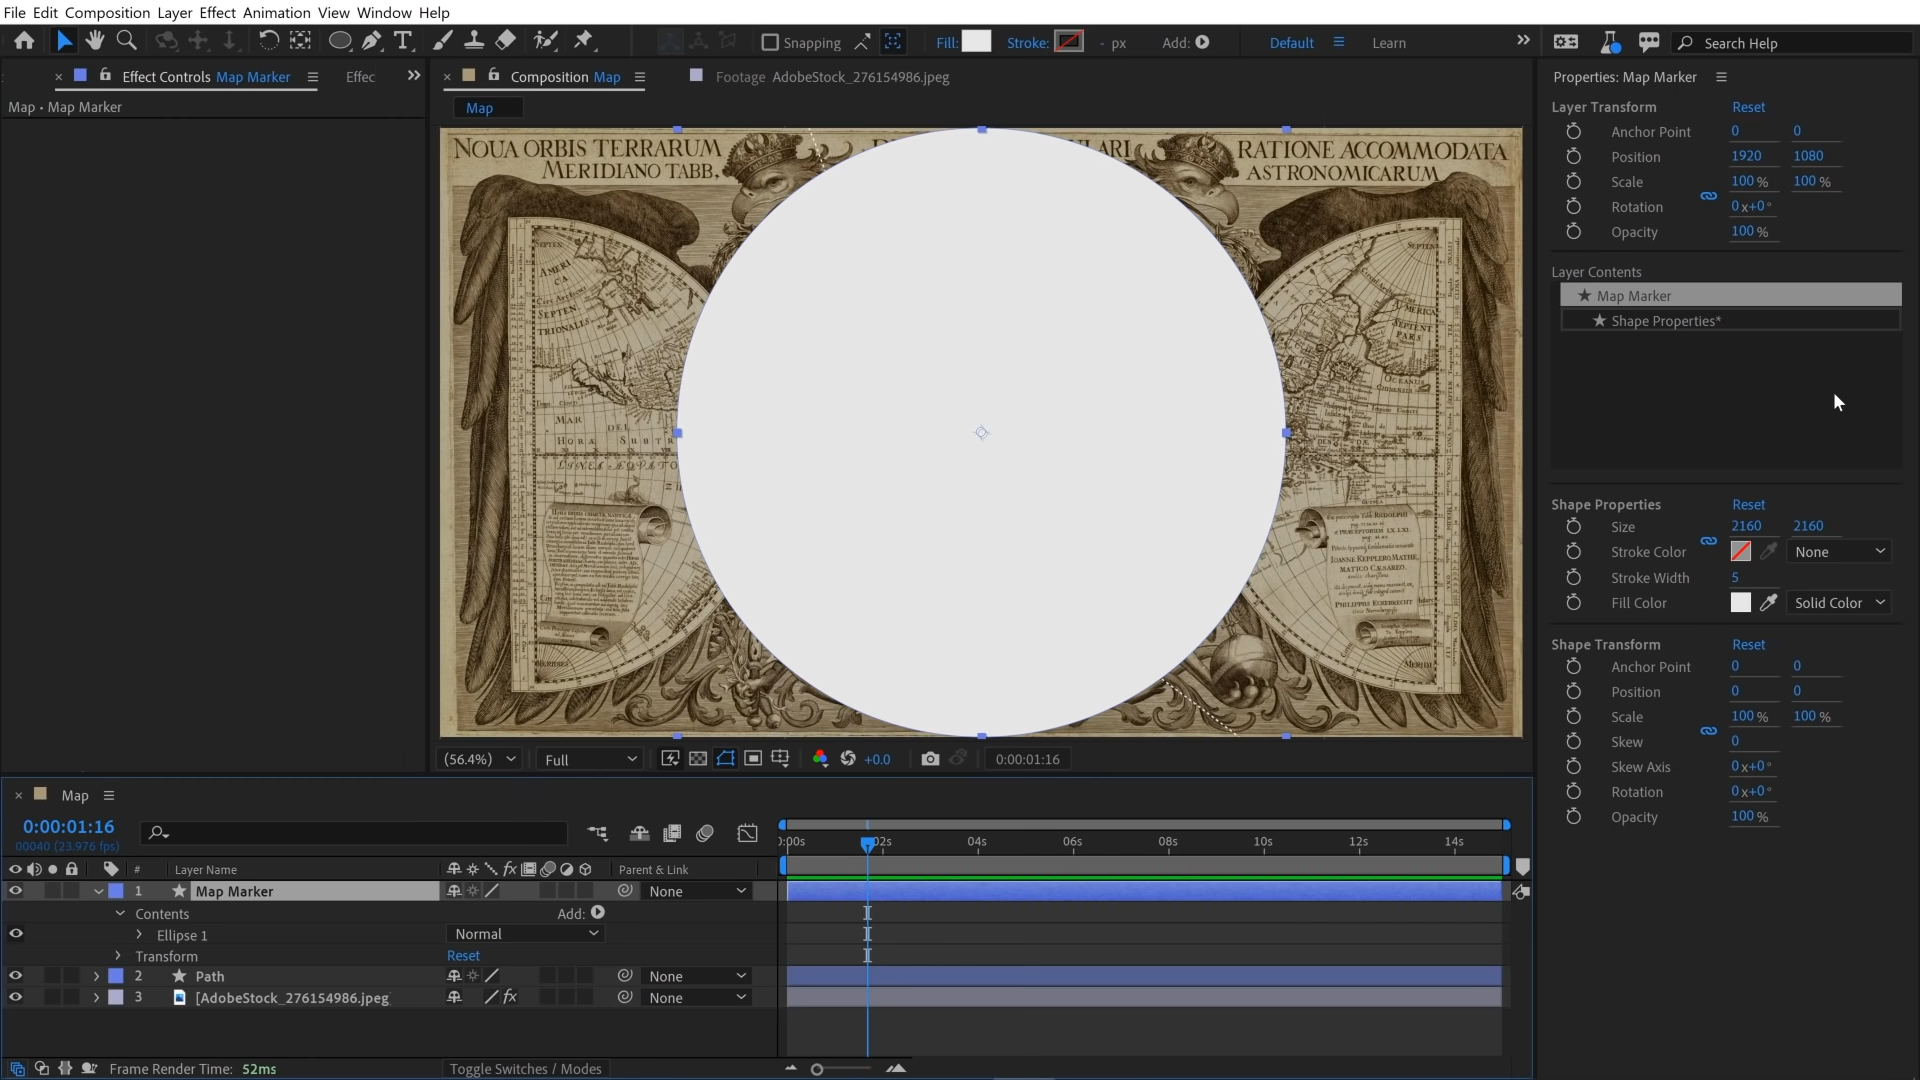 File Edit Composition Layer Effect Animation View Window Help
Snapping
Fill:
Stroke:
- px
Add:
Default
Learn
Search Help
Effect Controls Map Marker
Effec
Composition Map
Footage AdobeStock_276154986.jpeg
Properties: Map Marker
Map • Map Marker
Map
NOUA ORBIS TERRARUM
MERIDIANO TABB,
RATIONE ACCOMMODATA
ASTRONOMICARUM
Layer Transform Reset
Anchor Point 0 0
Position 1920 1080
Scale 100 % 100 %
Rotation 0 x+0 °
Opacity 100 %
Layer Contents
Map Marker
Shape Properties*
Shape Properties Reset
Size 2160 2160
Stroke Color None
Stroke Width 5
Fill Color Solid Color
Shape Transform Reset
Anchor Point 0 0
Position 0 0
Scale 100 % 100 %
Skew 0
Skew Axis 0 x+0 °
Rotation 0 x+0 °
Opacity 100 %
(56.4%) Full +0.0 0:00:01:16
Map
0:00:01:16
00040 (23.976 fps)
0:00s 02s 04s 06s 08s 10s 12s 14s
# Layer Name fx Parent & Link
1 Map Marker None
Contents Add:
Ellipse 1 Normal
Transform Reset
2 Path None
3 [AdobeStock_276154986.jpeg fx None
Frame Render Time: 52ms
Toggle Switches / Modes